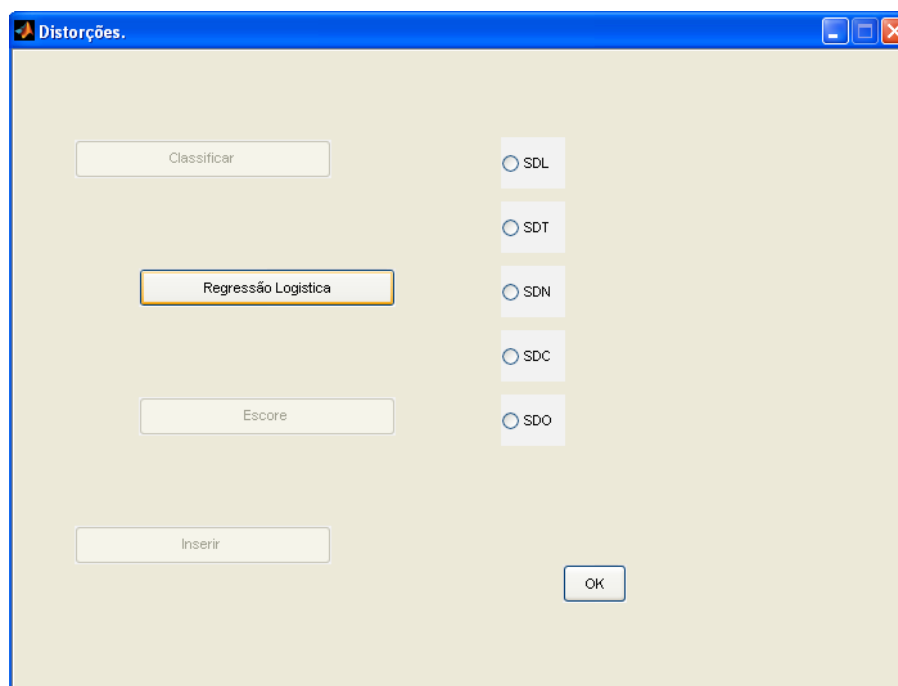 Distorções.
Classificar
SDL
SDT
Regressão Logistica
SDN
SDC
Escore
SDO
Inserir
OK